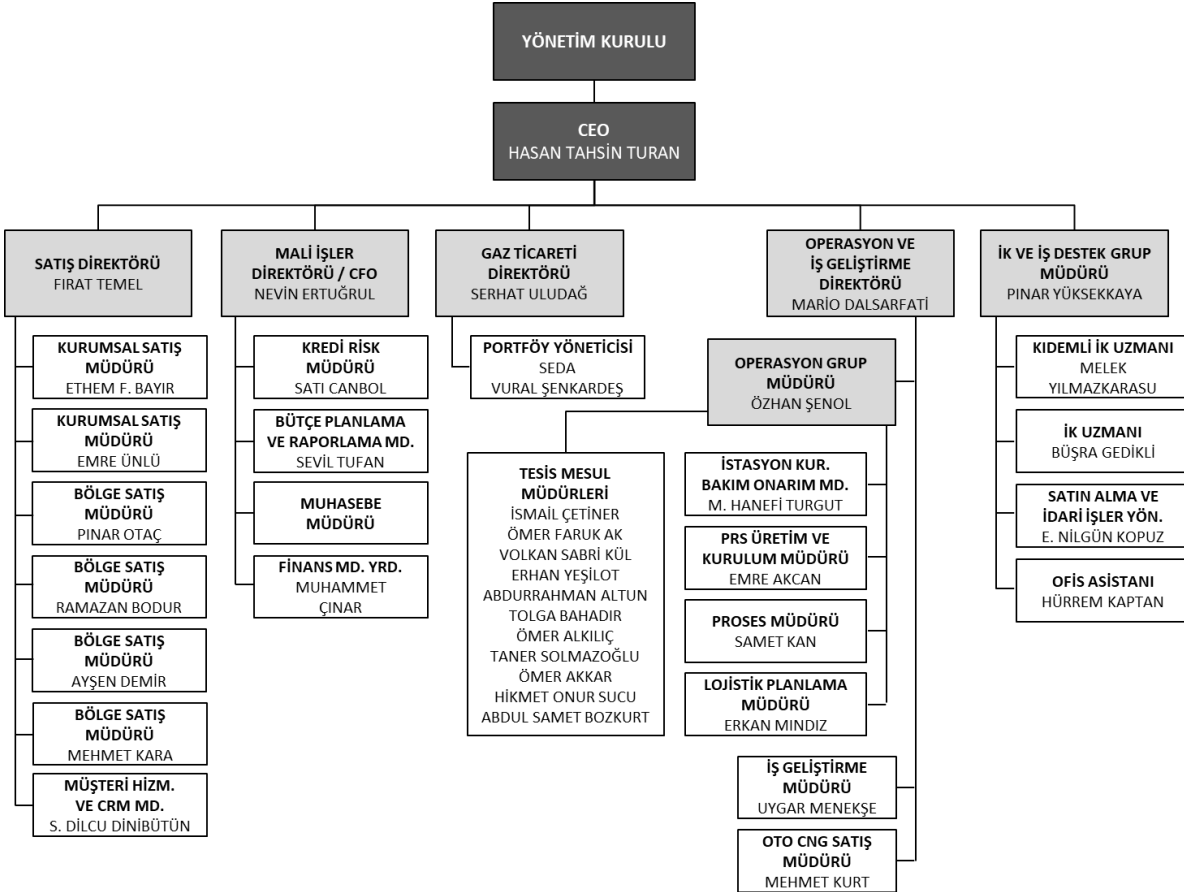 YÖNETİM KURULU
CEO
HASAN TAHSİN TURAN
SATIŞ DİREKTÖRÜ
FIRAT TEMEL
KURUMSAL SATIŞ
MÜDÜRÜ
ETHEM F. BAYIR
KURUMSAL SATIŞ
MÜDÜRÜ
EMRE ÜNLÜ
BÖLGE SATIŞ
MÜDÜRÜ
PINAR OTAÇ
BÖLGE SATIŞ
MÜDÜRÜ
RAMAZAN BODUR
BÖLGE SATIŞ
MÜDÜRÜ
AYŞEN DEMİR
BÖLGE SATIŞ
MÜDÜRÜ
MEHMET KARA
MÜŞTERİ HİZM.
VE CRM MD.
S. DİLCU DİNİBÜTÜN
MALİ İŞLER
DİREKTÖRÜ / CFO
NEVİN ERTUĞRUL
KREDİ RİSK
MÜDÜRÜ
SATI CANBOL
BÜTÇE PLANLAMA
VE RAPORLAMA MD.
SEVİL TUFAN
MUHASEBE
MÜDÜRÜ
FİNANS MD. YRD.
MUHAMMET
ÇINAR
GAZ TİCARETİ
DİREKTÖRÜ
SERHAT ULUDAĞ
PORTFÖY YÖNETİCİSİ
SEDA
VURAL ŞENKARDEŞ
OPERASYON VE
İŞ GELİŞTİRME
DİREKTÖRÜ
MARİO DALSARFATİ
OPERASYON GRUP
MÜDÜRÜ
ÖZHAN ŞENOL
TESİS MESUL
MÜDÜRLERİ
İSMAİL ÇETİNER
ÖMER FARUK AK
VOLKAN SABRİ KÜL
ERHAN YEŞİLOT
ABDURRAHMAN ALTUN
TOLGA BAHADIR
ÖMER ALKILIÇ
TANER SOLMAZOĞLU
ÖMER AKKAR
HİKMET ONUR SUCU
ABDUL SAMET BOZKURT
İSTASYON KUR.
BAKIM ONARIM MD.
M. HANEFİ TURGUT
PRS ÜRETİM VE
KURULUM MÜDÜRÜ
EMRE AKCAN
PROSES MÜDÜRÜ
SAMET KAN
LOJİSTİK PLANLAMA
MÜDÜRÜ
ERKAN MINDIZ
İŞ GELİŞTİRME
MÜDÜRÜ
UYGAR MENEKŞE
OTO CNG SATIŞ
MÜDÜRÜ
MEHMET KURT
İK VE İŞ DESTEK GRUP
MÜDÜRÜ
PINAR YÜKSEKKAYA
KIDEMLİ İK UZMANI
MELEK
YILMAZKARASU
İK UZMANI
BÜŞRA GEDİKLİ
SATIN ALMA VE
İDARİ İŞLER YÖN.
E. NİLGÜN KOPUZ
OFİS ASİSTANI
HÜRREM KAPTAN